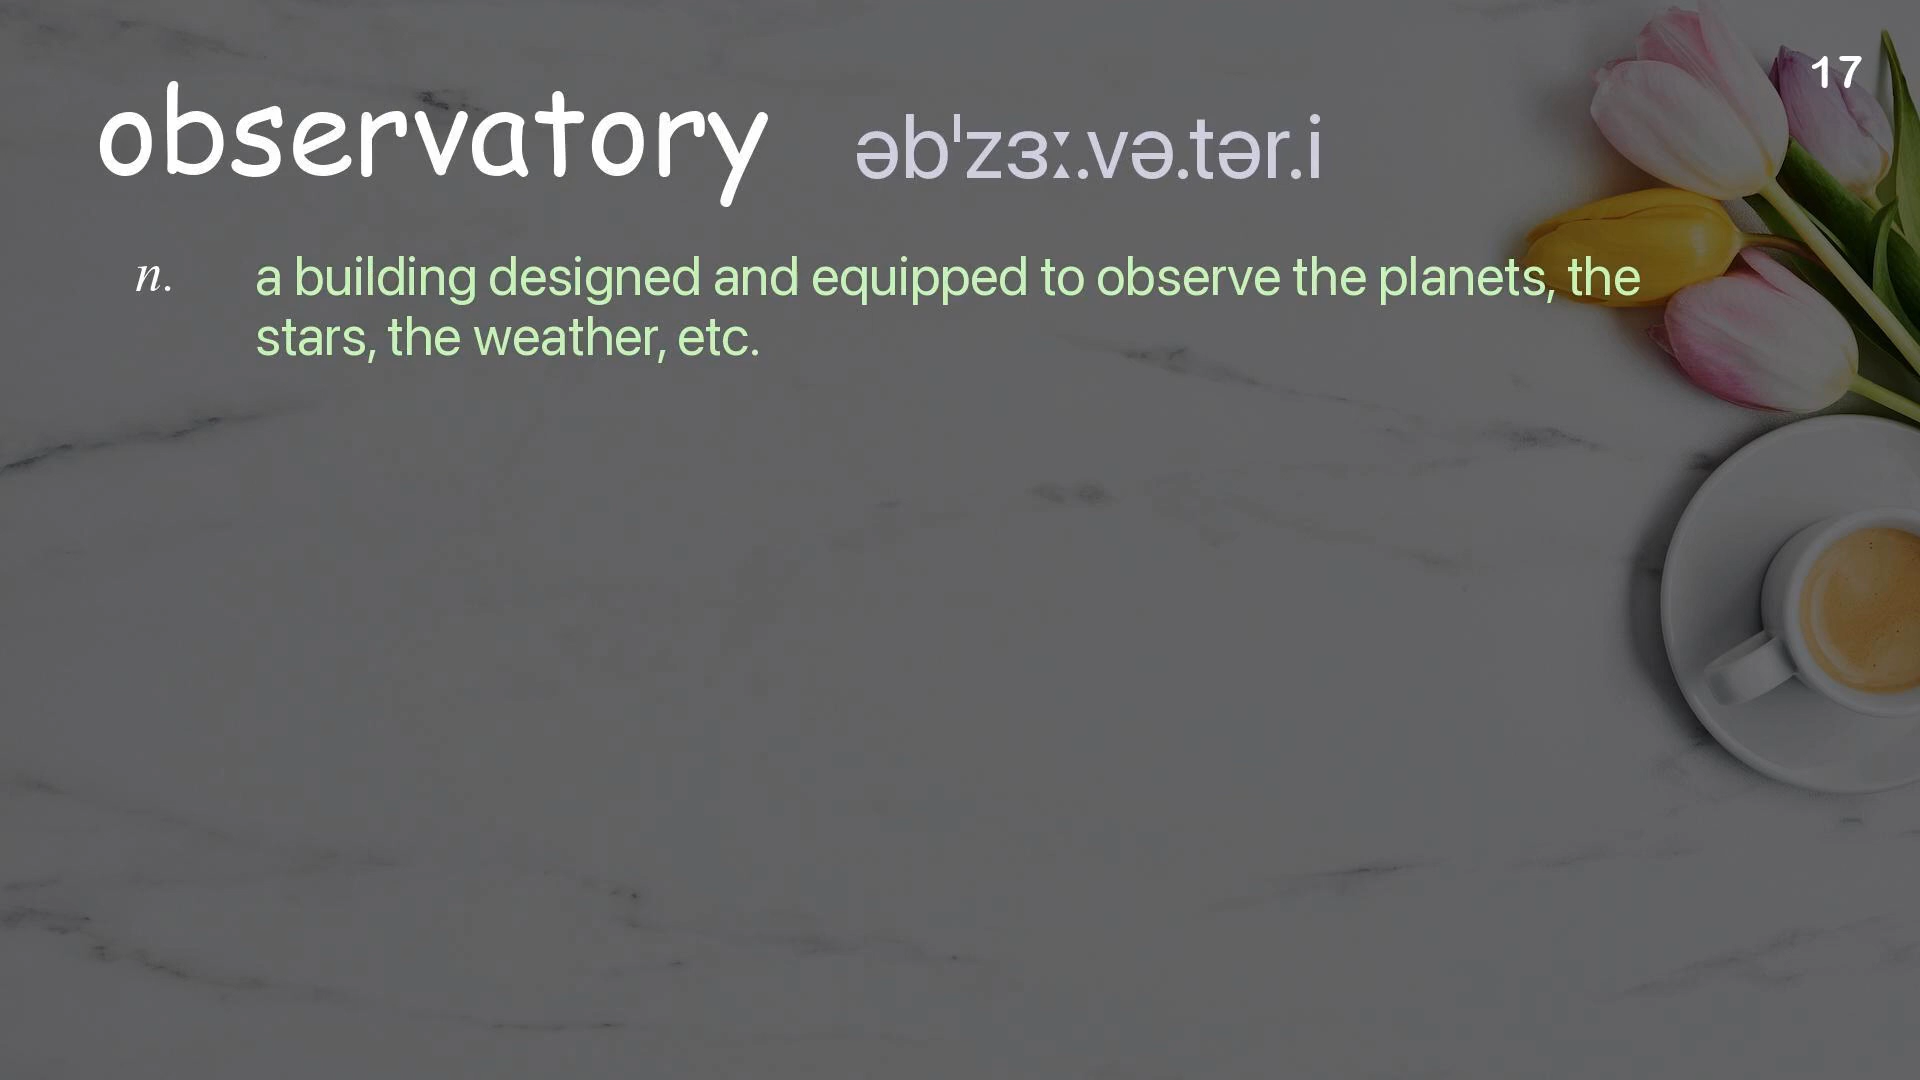 17
observatory əbˈzɜː.və.tər.i
n. a building designed and equipped to observe the planets, the
stars, the weather, etc.